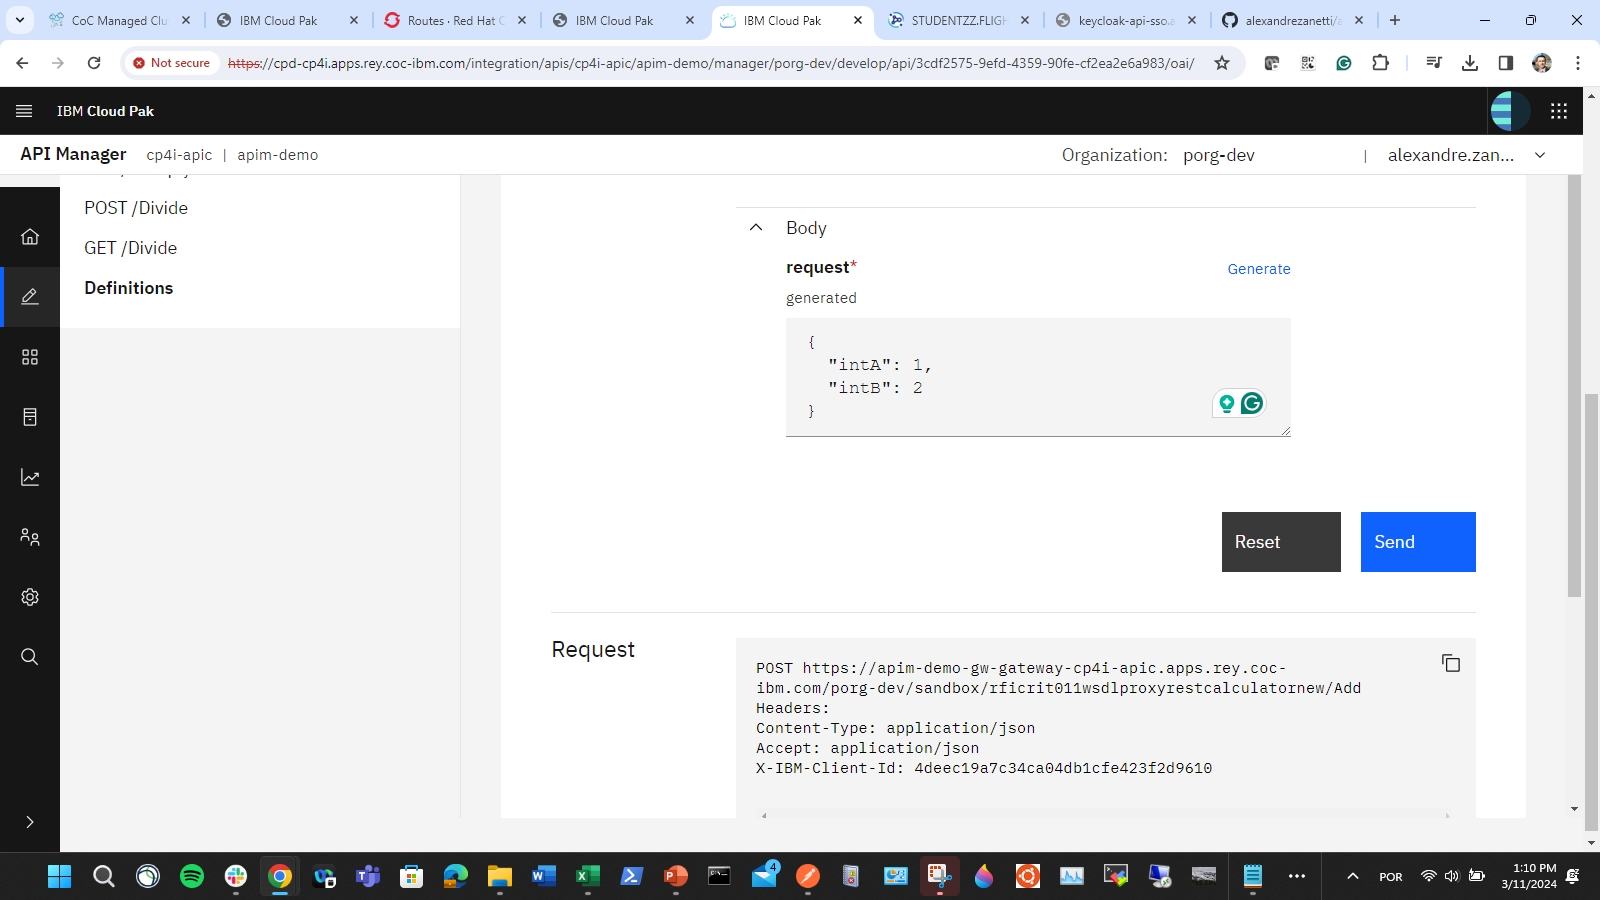 CoC Managed Clu
IBM Cloud Pak
Routes · Red Hat C
IBM Cloud Pak
IBM Cloud Pak
STUDENTZZ.FLIGH
keycloak-api-sso.a
alexandrezanetti/a
Not secure
https://cpd-cp4i.apps.rey.coc-ibm.com/integration/apis/cp4i-apic/apim-demo/manager/porg-dev/develop/api/3cdf2575-9efd-4359-90fe-cf2ea2e6a983/oai/
IBM Cloud Pak
API Manager cp4i-apic | apim-demo
Organization: porg-dev | alexandre.zan...
POST /Divide
GET /Divide
Definitions
Body
request*
Generate
generated
{
"intA": 1,
"intB": 2
}
Reset
Send
Request
POST https://apim-demo-gw-gateway-cp4i-apic.apps.rey.coc-
ibm.com/porg-dev/sandbox/rficrit011wsdlproxyrestcalculatornew/Add
Headers:
Content-Type: application/json
Accept: application/json
X-IBM-Client-Id: 4deec19a7c34ca04db1cfe423f2d9610
4
POR
1:10 PM
3/11/2024